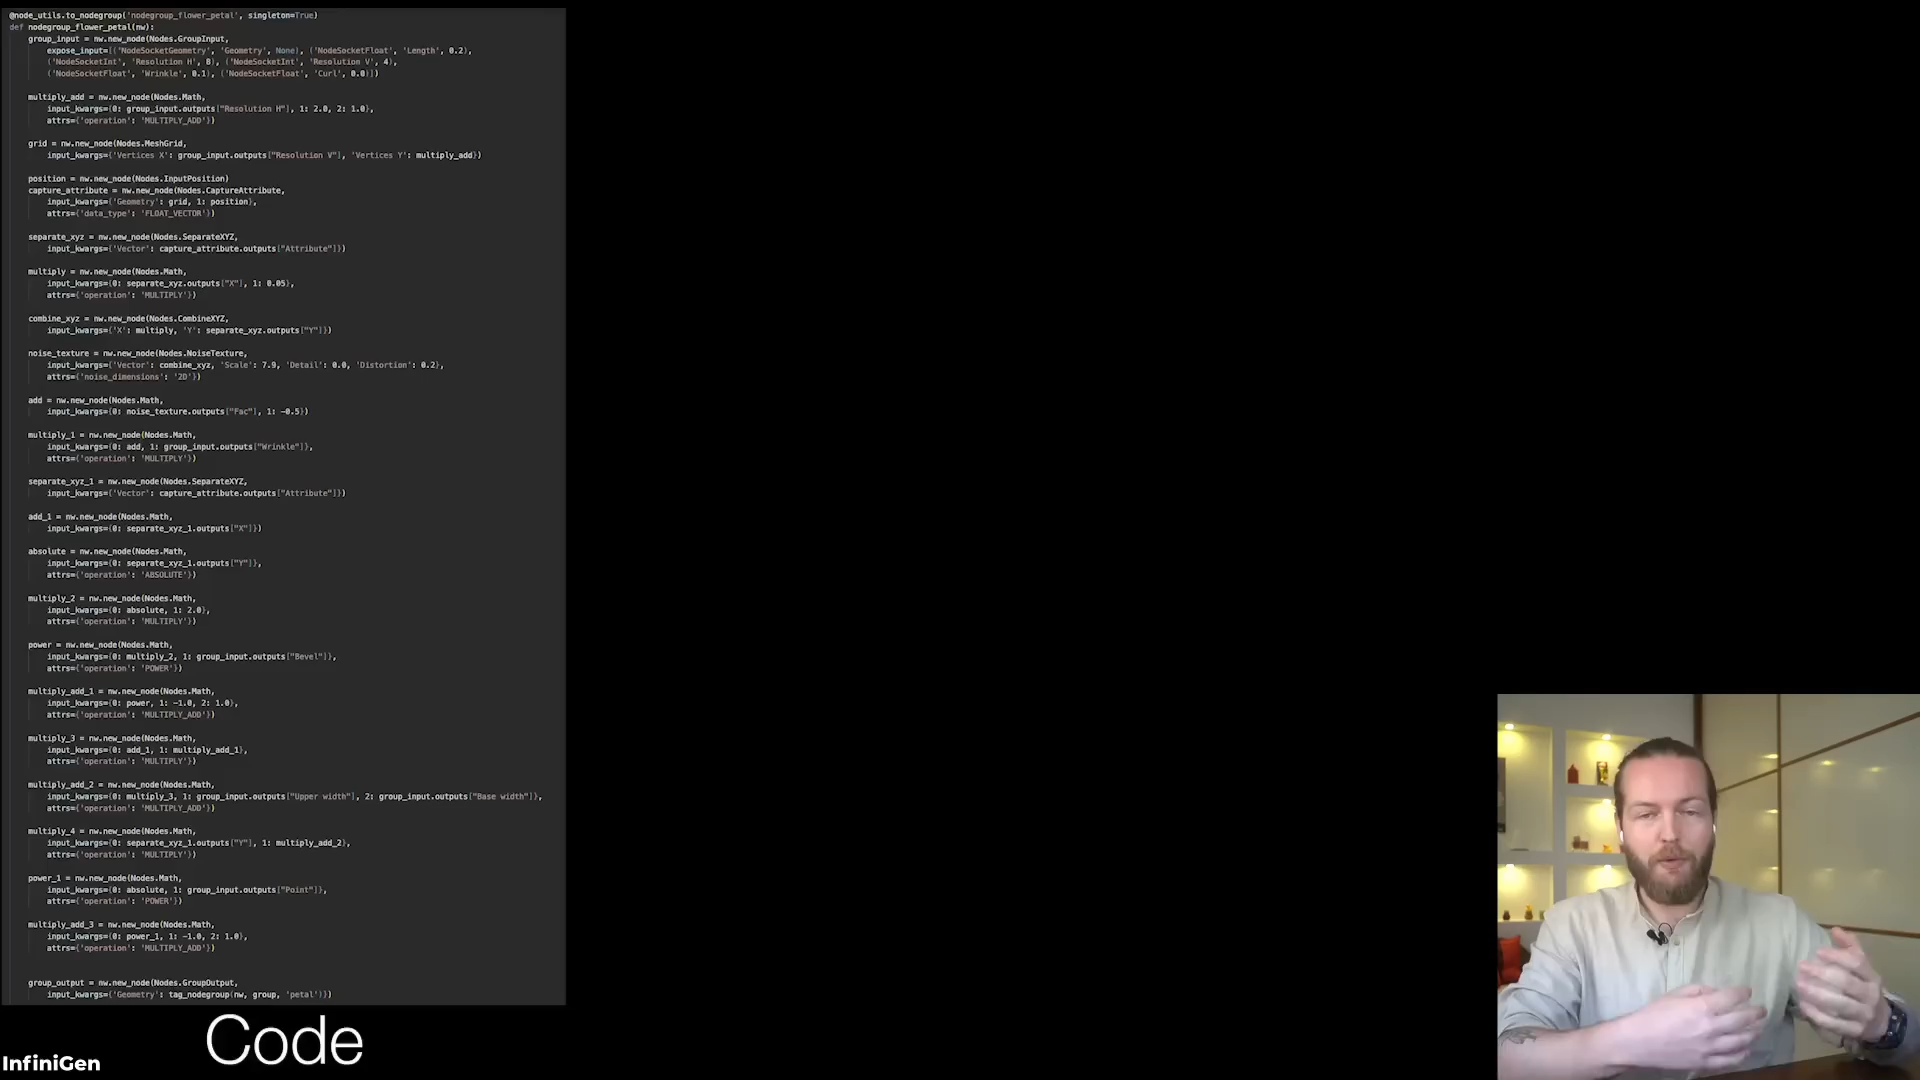 @node_utils.to_nodegroup('nodegroup_flower_petal', singleton=True)
def nodegroup_flower_petal(nw):
group_input = nw.new_node(Nodes.GroupInput,
expose_input=[('NodeSocketGeometry', 'Geometry', None), ('NodeSocketFloat', 'Length', 0.2),
('NodeSocketInt', 'Resolution H', 8), ('NodeSocketInt', 'Resolution V', 4),
('NodeSocketFloat', 'Wrinkle', 0.1), ('NodeSocketFloat', 'Curl', 0.0)])
multiply_add = nw.new_node(Nodes.Math,
input_kwargs={0: group_input.outputs["Resolution H"], 1: 2.0, 2: 1.0},
attrs={'operation': 'MULTIPLY_ADD'})
grid = nw.new_node(Nodes.MeshGrid,
input_kwargs={'Vertices X': group_input.outputs["Resolution V"], 'Vertices Y': multiply_add})
position = nw.new_node(Nodes.InputPosition)
capture_attribute = nw.new_node(Nodes.CaptureAttribute,
input_kwargs={'Geometry': grid, 1: position},
attrs={'data_type': 'FLOAT_VECTOR'})
separate_xyz = nw.new_node(Nodes.SeparateXYZ,
input_kwargs={'Vector': capture_attribute.outputs["Attribute"]})
multiply = nw.new_node(Nodes.Math,
input_kwargs={0: separate_xyz.outputs["X"], 1: 0.05},
attrs={'operation': 'MULTIPLY'})
combine_xyz = nw.new_node(Nodes.CombineXYZ,
input_kwargs={'X': multiply, 'Y': separate_xyz.outputs["Y"]})
noise_texture = nw.new_node(Nodes.NoiseTexture,
input_kwargs={'Vector': combine_xyz, 'Scale': 7.9, 'Detail': 0.0, 'Distortion': 0.2},
attrs={'noise_dimensions': '2D'})
add = nw.new_node(Nodes.Math,
input_kwargs={0: noise_texture.outputs["Fac"], 1: -0.5})
multiply_1 = nw.new_node(Nodes.Math,
input_kwargs={0: add, 1: group_input.outputs["Wrinkle"]},
attrs={'operation': 'MULTIPLY'})
separate_xyz_1 = nw.new_node(Nodes.SeparateXYZ,
input_kwargs={'Vector': capture_attribute.outputs["Attribute"]})
add_1 = nw.new_node(Nodes.Math,
input_kwargs={0: separate_xyz_1.outputs["X"]})
absolute = nw.new_node(Nodes.Math,
input_kwargs={0: separate_xyz_1.outputs["Y"]},
attrs={'operation': 'ABSOLUTE'})
multiply_2 = nw.new_node(Nodes.Math,
input_kwargs={0: absolute, 1: 2.0},
attrs={'operation': 'MULTIPLY'})
power = nw.new_node(Nodes.Math,
input_kwargs={0: multiply_2, 1: group_input.outputs["Bevel"]},
attrs={'operation': 'POWER'})
multiply_add_1 = nw.new_node(Nodes.Math,
input_kwargs={0: power, 1: -1.0, 2: 1.0},
attrs={'operation': 'MULTIPLY_ADD'})
multiply_3 = nw.new_node(Nodes.Math,
input_kwargs={0: add_1, 1: multiply_add_1},
attrs={'operation': 'MULTIPLY'})
multiply_add_2 = nw.new_node(Nodes.Math,
input_kwargs={0: multiply_3, 1: group_input.outputs["Upper width"], 2: group_input.outputs["Base width"]},
attrs={'operation': 'MULTIPLY_ADD'})
multiply_4 = nw.new_node(Nodes.Math,
input_kwargs={0: separate_xyz_1.outputs["Y"], 1: multiply_add_2},
attrs={'operation': 'MULTIPLY'})
power_1 = nw.new_node(Nodes.Math,
input_kwargs={0: absolute, 1: group_input.outputs["Point"]},
attrs={'operation': 'POWER'})
multiply_add_3 = nw.new_node(Nodes.Math,
input_kwargs={0: power_1, 1: -1.0, 2: 1.0},
attrs={'operation': 'MULTIPLY_ADD'})
group_output = nw.new_node(Nodes.GroupOutput,
input_kwargs={'Geometry': tag_nodegroup(nw, group, 'petal')})
Code
InfiniGen